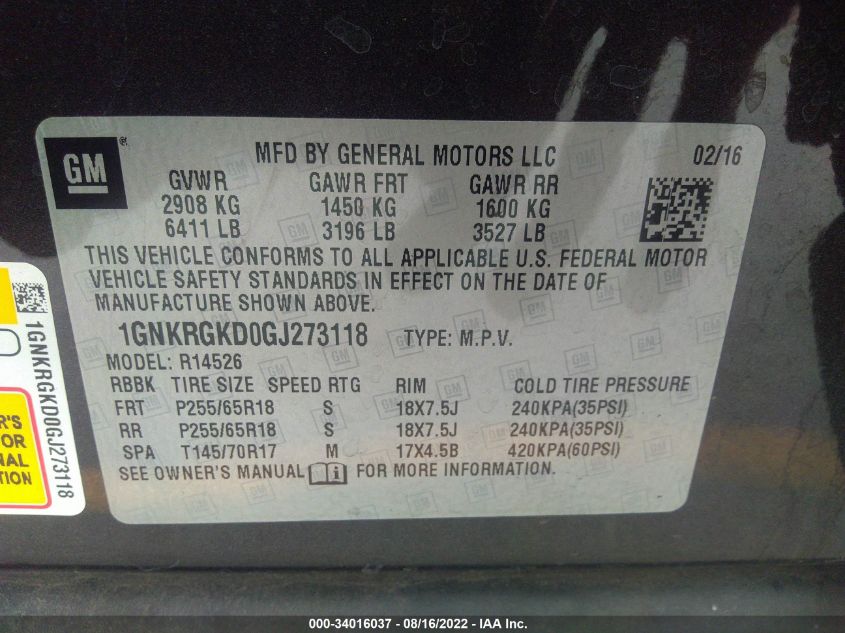 GM
MFD BY GENERAL MOTORS LLC 02/16
GVWR GAWR FRT GAWR RR
2908 KG 1450 KG 1600 KG
6411 LB 3196 LB 3527 LB
THIS VEHICLE CONFORMS TO ALL APPLICABLE U.S. FEDERAL MOTOR
VEHICLE SAFETY STANDARDS IN EFFECT ON THE DATE OF
MANUFACTURE SHOWN ABOVE.
1GNKRGKD0GJ273118 TYPE: M.P.V.
MODEL: R14526
RBBK TIRE SIZE SPEED RTG RIM COLD TIRE PRESSURE
FRT P255/65R18 S 18X7.5J 240KPA(35PSI)
RR P255/65R18 S 18X7.5J 240KPA(35PSI)
SPA T145/70R17 M 17X4.5B 420KPA(60PSI)
SEE OWNER'S MANUAL FOR MORE INFORMATION.
1GNKRGKD0GJ273118
R'S
OR
NAL
TION
000-34016037 - 08/16/2022 - IAA Inc.